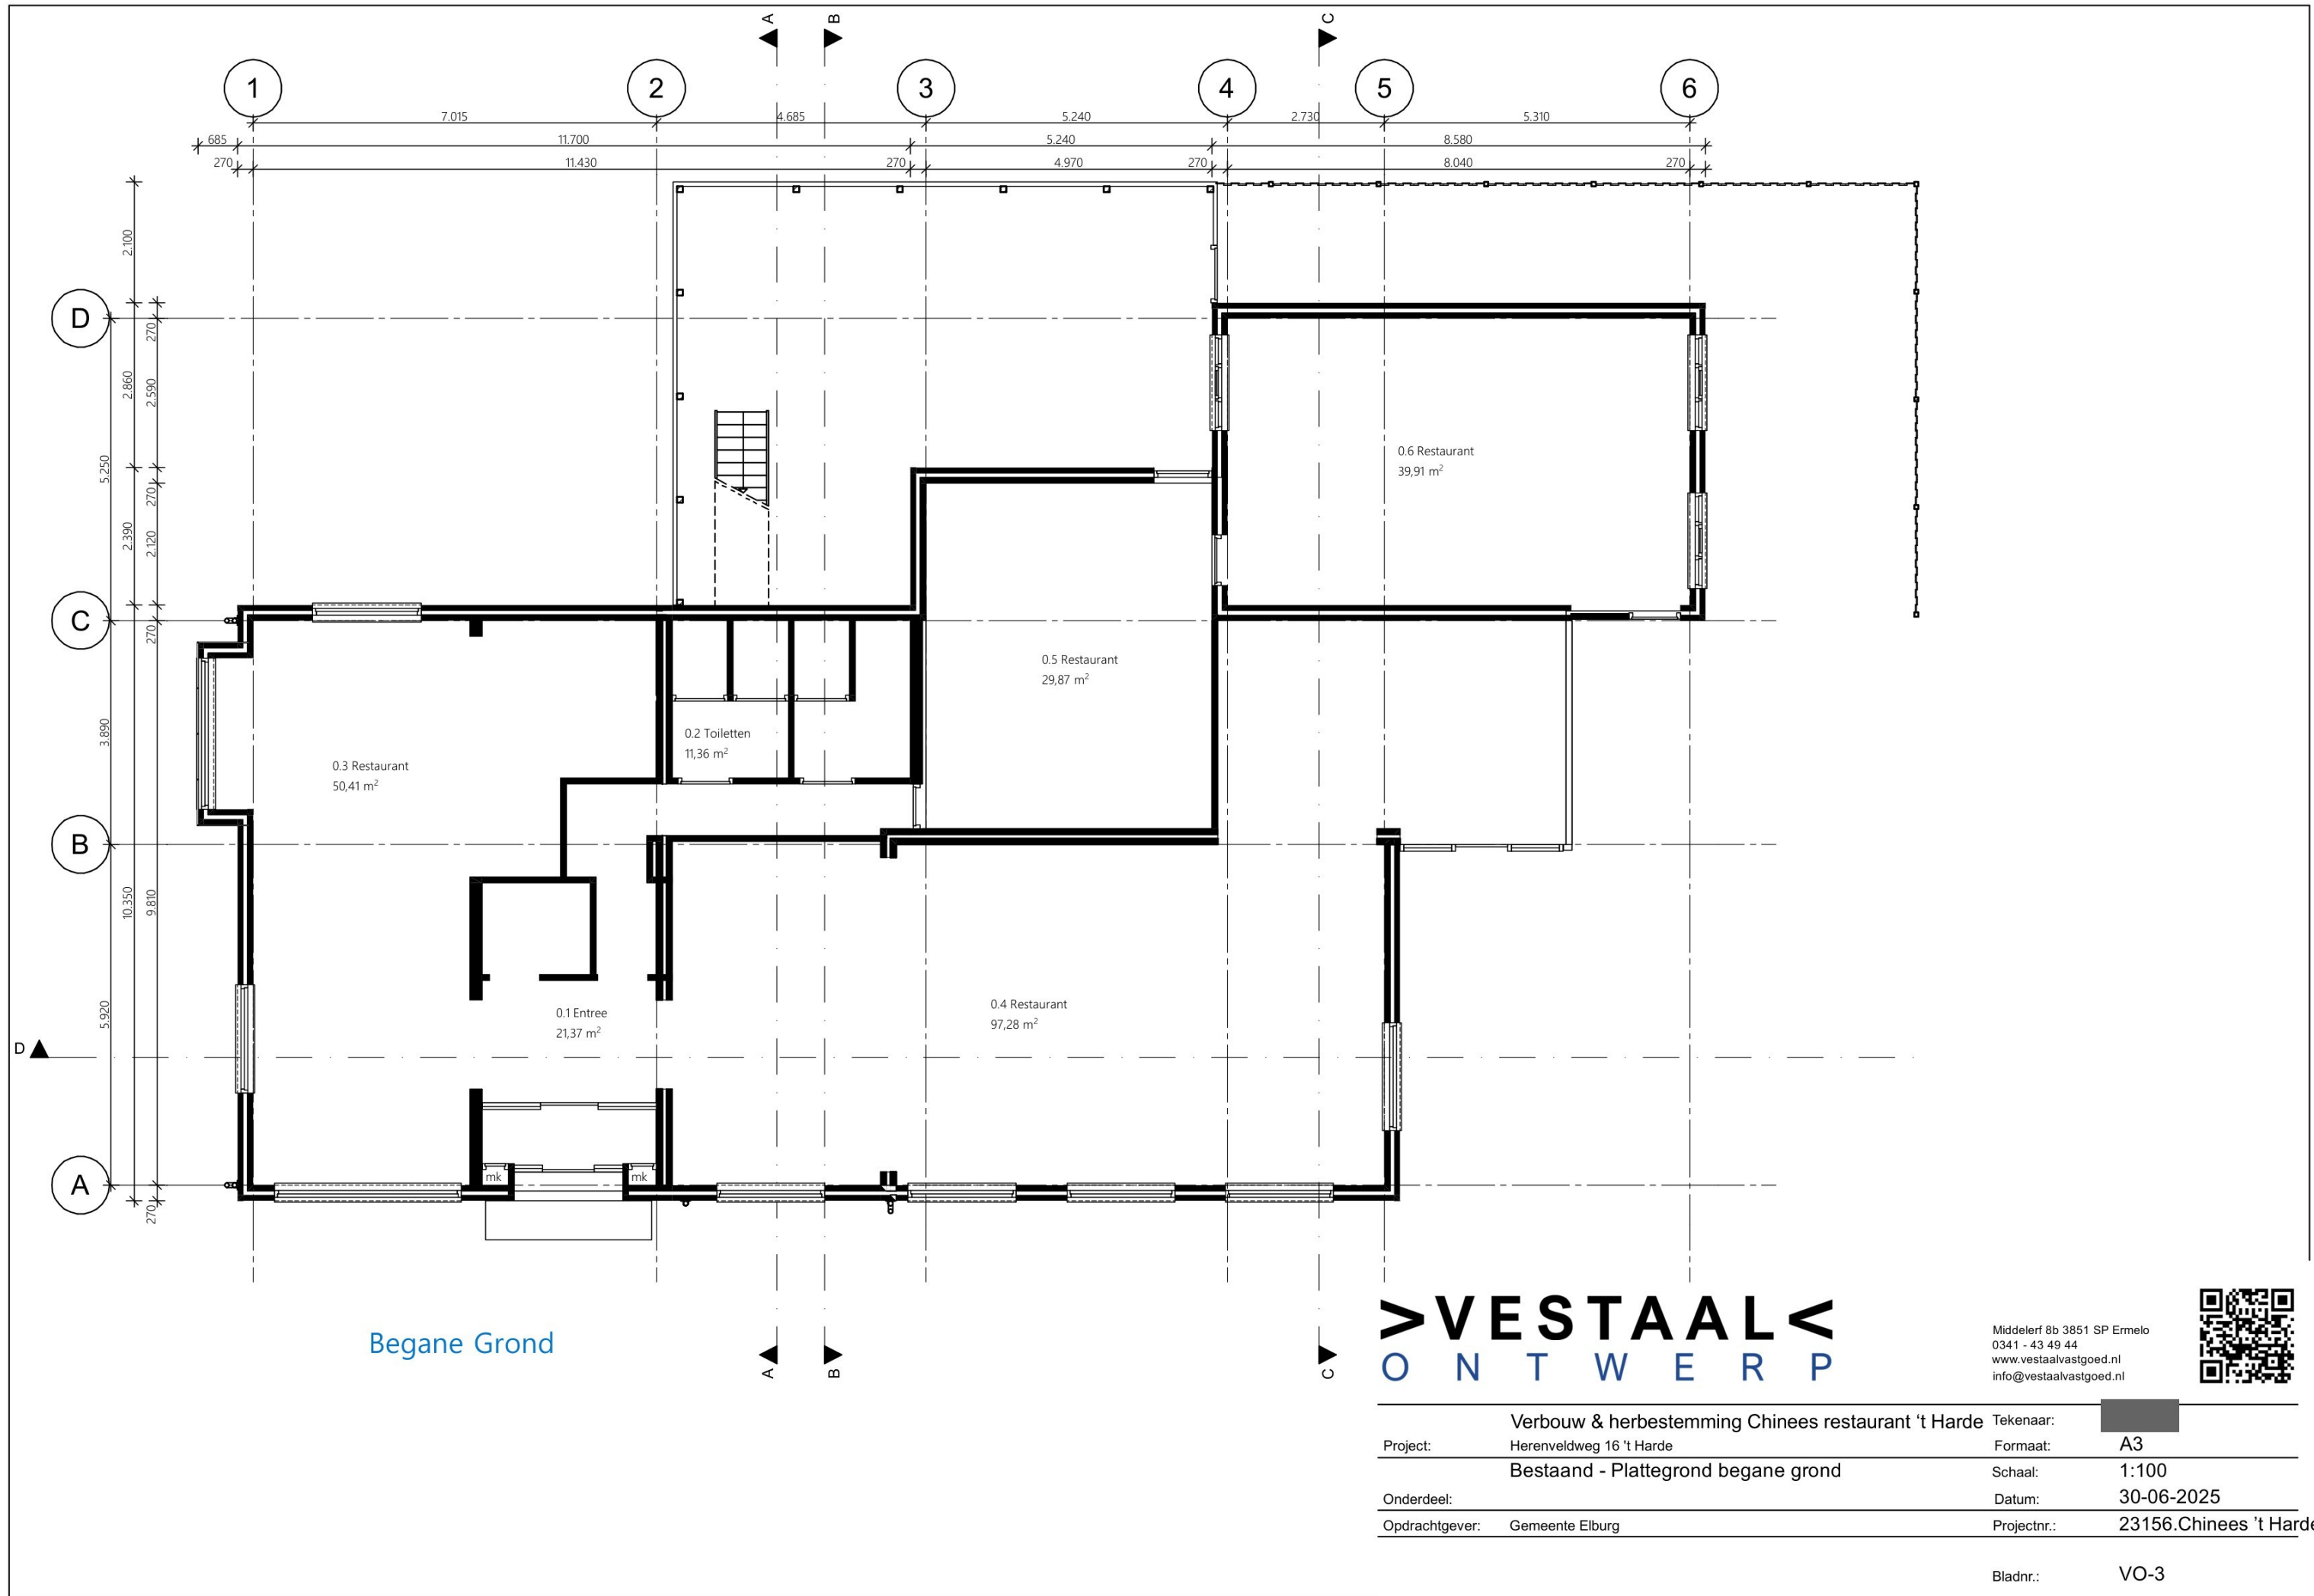 A B C
1 2 3 4 5 6
7.015 4.685 5.240 2.730 5.310
685 11.700 5.240 8.580
270 11.430 270 4.970 270 8.040 270
2.100
D
270
2.860
2.590
5.250
270
2.390
2.120
C
270
3.890
B
10.350
9.810
5.920
D
A
270
0.6 Restaurant
39,91 m²
0.5 Restaurant
29,87 m²
0.2 Toiletten
11,36 m²
0.3 Restaurant
50,41 m²
0.4 Restaurant
97,28 m²
0.1 Entree
21,37 m²
mk mk
A B C
Begane Grond
>VESTAAL<
ONTWERP
Middelerf 8b 3851 SP Ermelo
0341 - 43 49 44
www.vestaalvastgoed.nl
info@vestaalvastgoed.nl
Verbouw & herbestemming Chinees restaurant ‘t Harde Tekenaar:
Project: Herenveldweg 16 't Harde Formaat: A3
Bestaand - Plattegrond begane grond Schaal: 1:100
Onderdeel: Datum: 30-06-2025
Opdrachtgever: Gemeente Elburg Projectnr.: 23156.Chinees ’t Harde
Bladnr.: VO-3